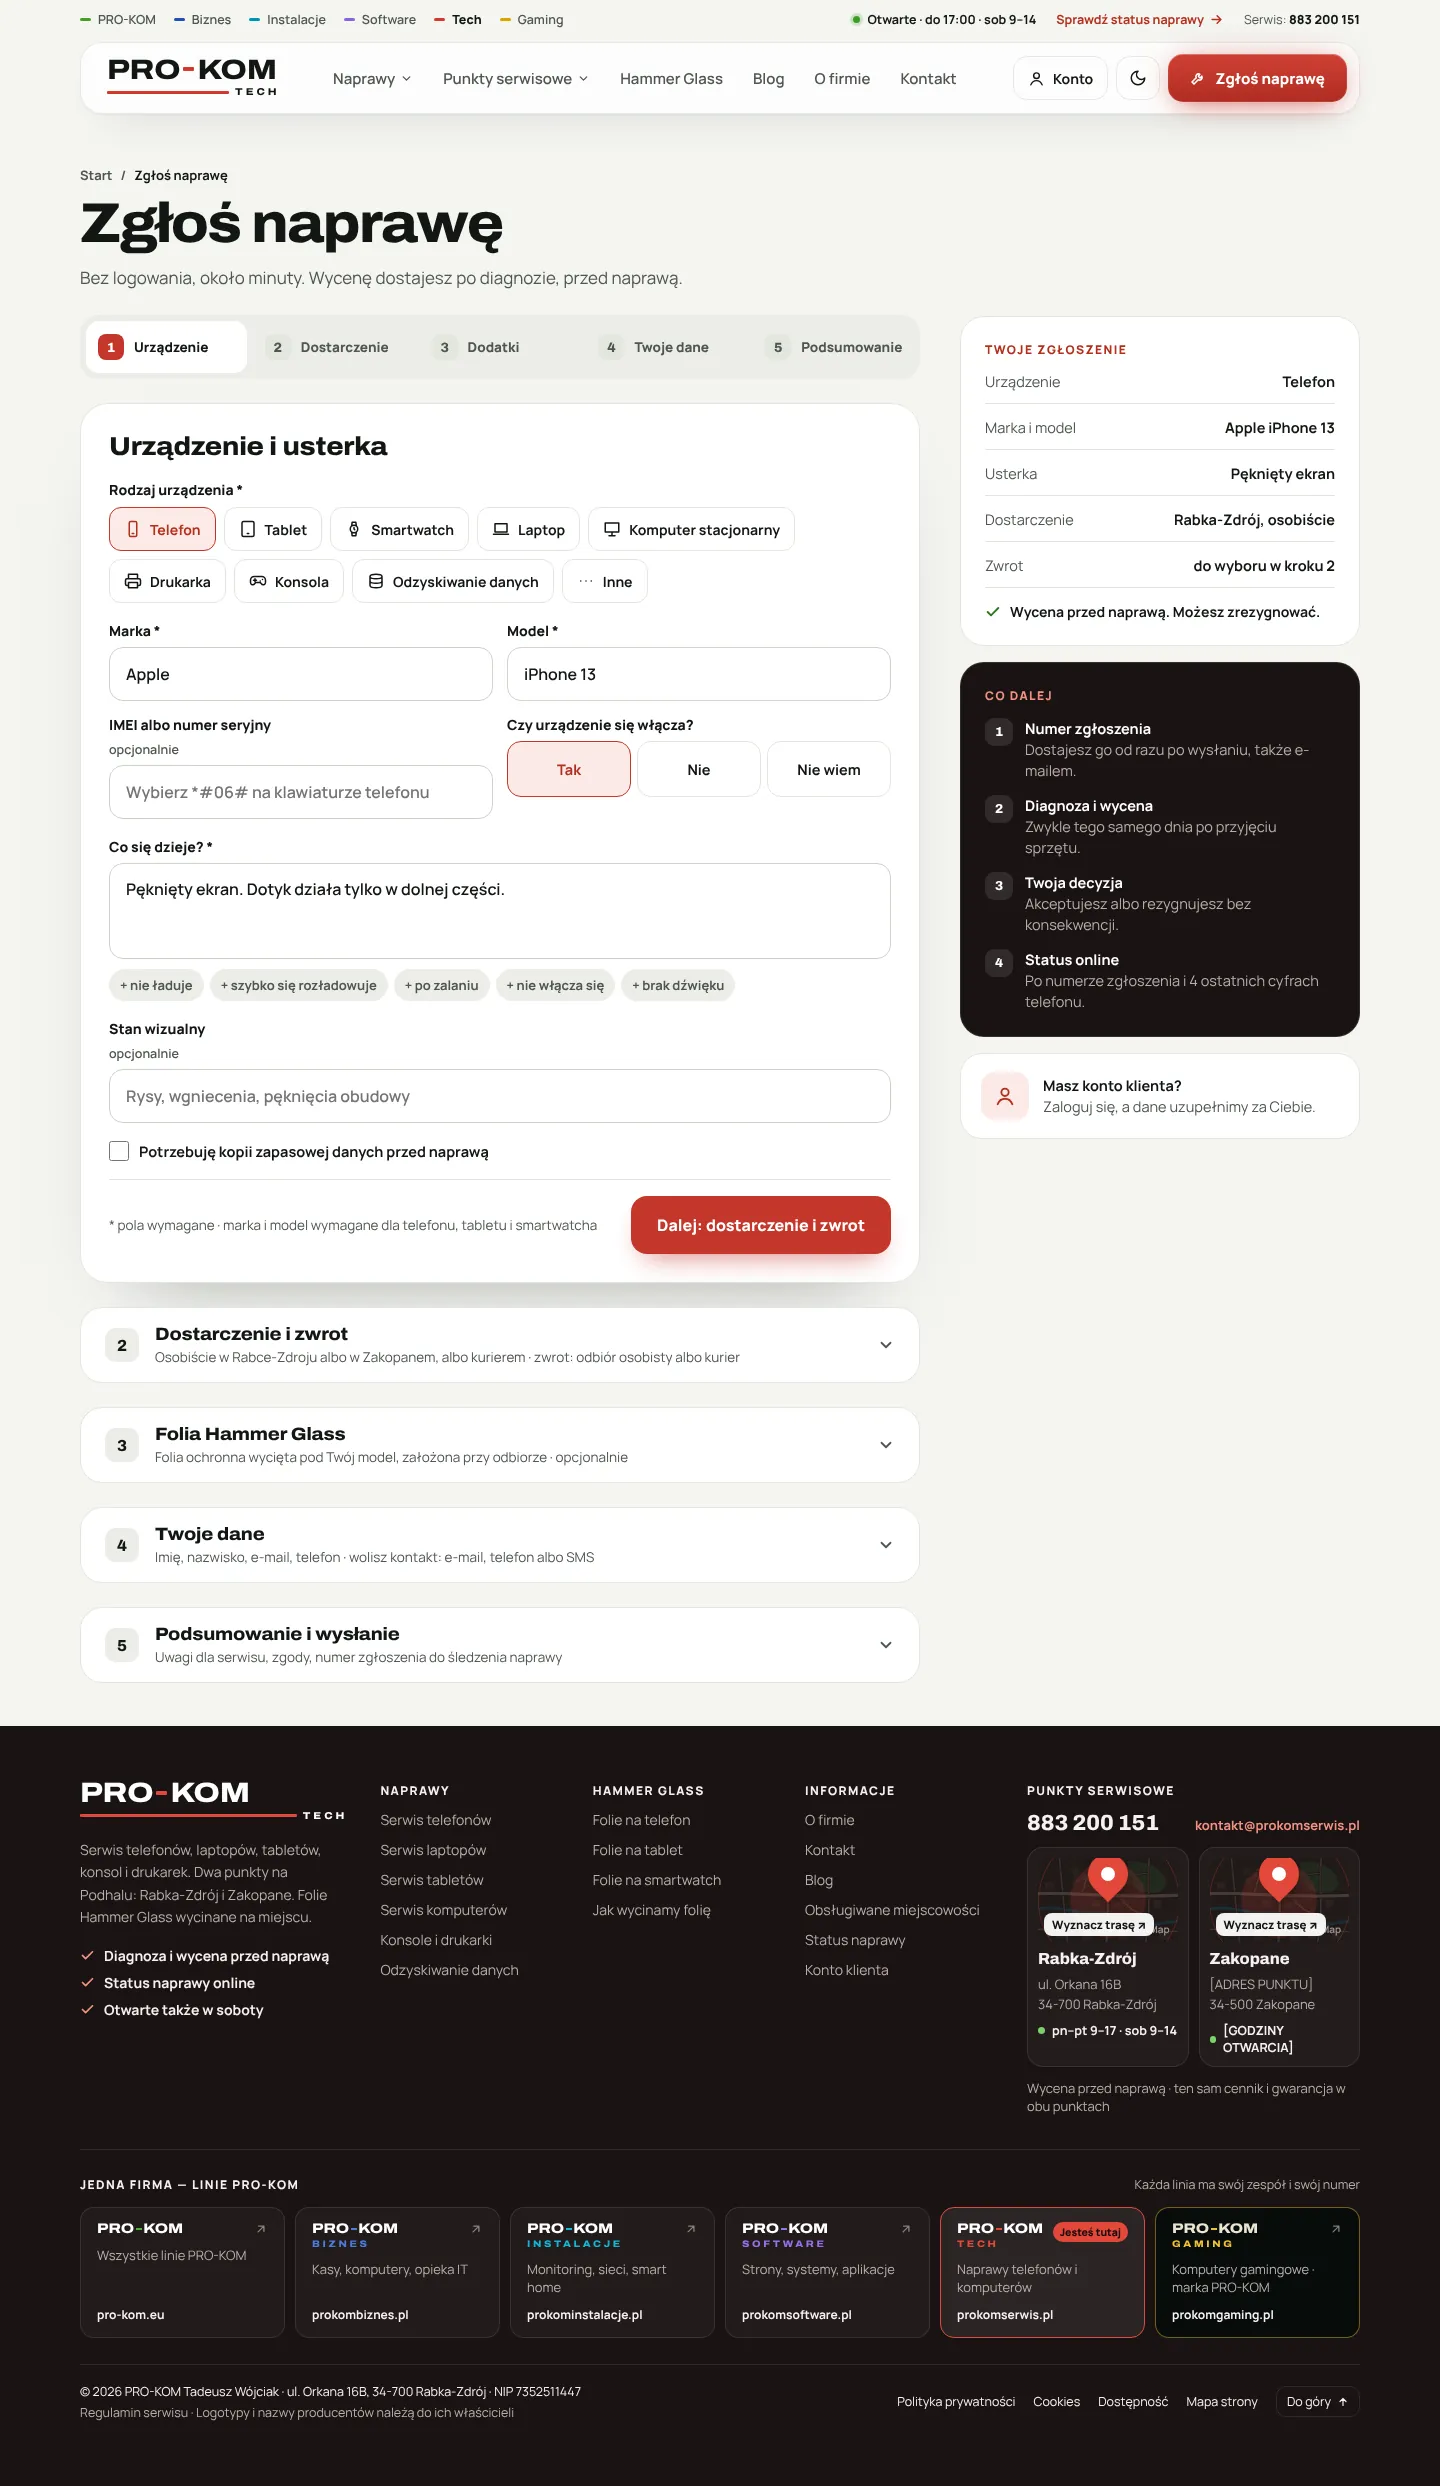 PRO-KOM
Biznes
Instalacje
Software
Tech
Gaming
Otwarte · do 17:00 · sob 9–14
Sprawdź status naprawy →
Serwis: 883 200 151
PRO-KOM
TECH
Naprawy
Punkty serwisowe
Hammer Glass
Blog
O firmie
Kontakt
Konto
Zgłoś naprawę
Start / Zgłoś naprawę
Zgłoś naprawę
Bez logowania, około minuty. Wycenę dostajesz po diagnozie, przed naprawą.
1 Urządzenie
2 Dostarczenie
3 Dodatki
4 Twoje dane
5 Podsumowanie
Urządzenie i usterka
Rodzaj urządzenia *
Telefon
Tablet
Smartwatch
Laptop
Komputer stacjonarny
Drukarka
Konsola
Odzyskiwanie danych
Inne
Marka *
Model *
Apple
iPhone 13
IMEI albo numer seryjny
opcjonalnie
Wybierz *#06# na klawiaturze telefonu
Czy urządzenie się włącza?
Tak
Nie
Nie wiem
Co się dzieje? *
Pęknięty ekran. Dotyk działa tylko w dolnej części.
+ nie ładuje
+ szybko się rozładowuje
+ po zalaniu
+ nie włącza się
+ brak dźwięku
Stan wizualny
opcjonalnie
Rysy, wgniecenia, pęknięcia obudowy
Potrzebuję kopii zapasowej danych przed naprawą
* pola wymagane · marka i model wymagane dla telefonu, tabletu i smartwatcha
Dalej: dostarczenie i zwrot
2
Dostarczenie i zwrot
Osobiście w Rabce-Zdroju albo w Zakopanem, albo kurierem · zwrot: odbiór osobisty albo kurier
3
Folia Hammer Glass
Folia ochronna wycięta pod Twój model, założona przy odbiorze · opcjonalnie
4
Twoje dane
Imię, nazwisko, e-mail, telefon · wolisz kontakt: e-mail, telefon albo SMS
5
Podsumowanie i wysłanie
Uwagi dla serwisu, zgody, numer zgłoszenia do śledzenia naprawy
TWOJE ZGŁOSZENIE
Urządzenie Telefon
Marka i model Apple iPhone 13
Usterka Pęknięty ekran
Dostarczenie Rabka-Zdrój, osobiście
Zwrot do wyboru w kroku 2
Wycena przed naprawą. Możesz zrezygnować.
CO DALEJ
1 Numer zgłoszenia
Dostajesz go od razu po wysłaniu, także e-
mailem.
2 Diagnoza i wycena
Zwykle tego samego dnia po przyjęciu
sprzętu.
3 Twoja decyzja
Akceptujesz albo rezygnujesz bez
konsekwencji.
4 Status online
Po numerze zgłoszenia i 4 ostatnich cyfrach
telefonu.
Masz konto klienta?
Zaloguj się, a dane uzupełnimy za Ciebie.
PRO-KOM
TECH
Serwis telefonów, laptopów, tabletów,
konsol i drukarek. Dwa punkty na
Podhalu: Rabka-Zdrój i Zakopane. Folie
Hammer Glass wycinane na miejscu.
Diagnoza i wycena przed naprawą
Status naprawy online
Otwarte także w soboty
NAPRAWY
Serwis telefonów
Serwis laptopów
Serwis tabletów
Serwis komputerów
Konsole i drukarki
Odzyskiwanie danych
HAMMER GLASS
Folie na telefon
Folie na tablet
Folie na smartwatch
Jak wycinamy folię
INFORMACJE
O firmie
Kontakt
Blog
Obsługiwane miejscowości
Status naprawy
Konto klienta
PUNKTY SERWISOWE
883 200 151
kontakt@prokomserwis.pl
Wyznacz trasę ↗
Map
Rabka-Zdrój
ul. Orkana 16B
34-700 Rabka-Zdrój
pn–pt 9–17 · sob 9–14
Wyznacz trasę ↗
Map
Zakopane
[ADRES PUNKTU]
34-500 Zakopane
[GODZINY
OTWARCIA]
Wycena przed naprawą · ten sam cennik i gwarancja w
obu punktach
JEDNA FIRMA — LINIE PRO-KOM
Każda linia ma swój zespół i swój numer
PRO-KOM ↗
Wszystkie linie PRO-KOM
pro-kom.eu
PRO-KOM ↗
BIZNES
Kasy, komputery, opieka IT
prokombiznes.pl
PRO-KOM ↗
INSTALACJE
Monitoring, sieci, smart
home
prokominstalacje.pl
PRO-KOM ↗
SOFTWARE
Strony, systemy, aplikacje
prokomsoftware.pl
PRO-KOM
TECH
Jesteś tutaj
Naprawy telefonów i
komputerów
prokomserwis.pl
PRO-KOM ↗
GAMING
Komputery gamingowe ·
marka PRO-KOM
prokomgaming.pl
© 2026 PRO-KOM Tadeusz Wójciak · ul. Orkana 16B, 34-700 Rabka-Zdrój · NIP 7352511447
Regulamin serwisu · Logotypy i nazwy producentów należą do ich właścicieli
Polityka prywatności
Cookies
Dostępność
Mapa strony
Do góry ↑